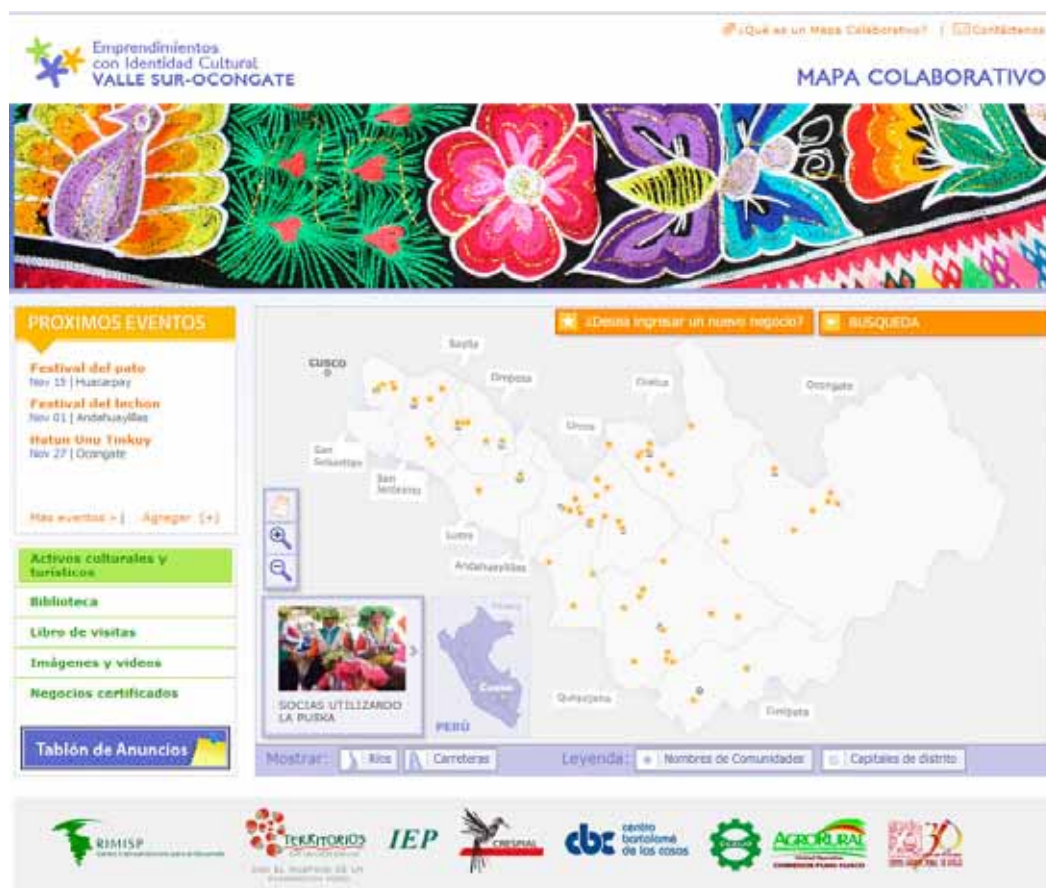 ¿Qué es un Mapa Colaborativo? | Contáctenos
Emprendimientos
con Identidad Cultural
VALLE SUR-OCONGATE
MAPA COLABORATIVO
PROXIMOS EVENTOS
Festival del pato
Nov 15 | Huacarpay
Festival del lechon
Nov 01 | Andahuaylillas
Hatun Unu Tinkuy
Nov 27 | Ocongate
Más eventos > | Agregar (+)
Activos culturales y
turísticos
Biblioteca
Libro de visitas
Imágenes y videos
Negocios certificados
Tablón de Anuncios
¿Desea ingresar un nuevo negocio?
BUSQUEDA
CUSCO
Saylla
Oropesa
Ccatca
Ocongate
Urcos
San
Sebastian
San
Jerónimo
Lucre
Andahuaylillas
Quiquijana
Cusipata
SOCIAS UTILIZANDO
LA PUSKA
Cusco
PERÚ
Mostrar: Ríos Carreteras
Leyenda: Nombres de Comunidades Capitales de distrito
RIMISP
TERRITORIOS
IEP
CRESPIAL
cbc centro
bartolomé
de las casas
AGRORURAL